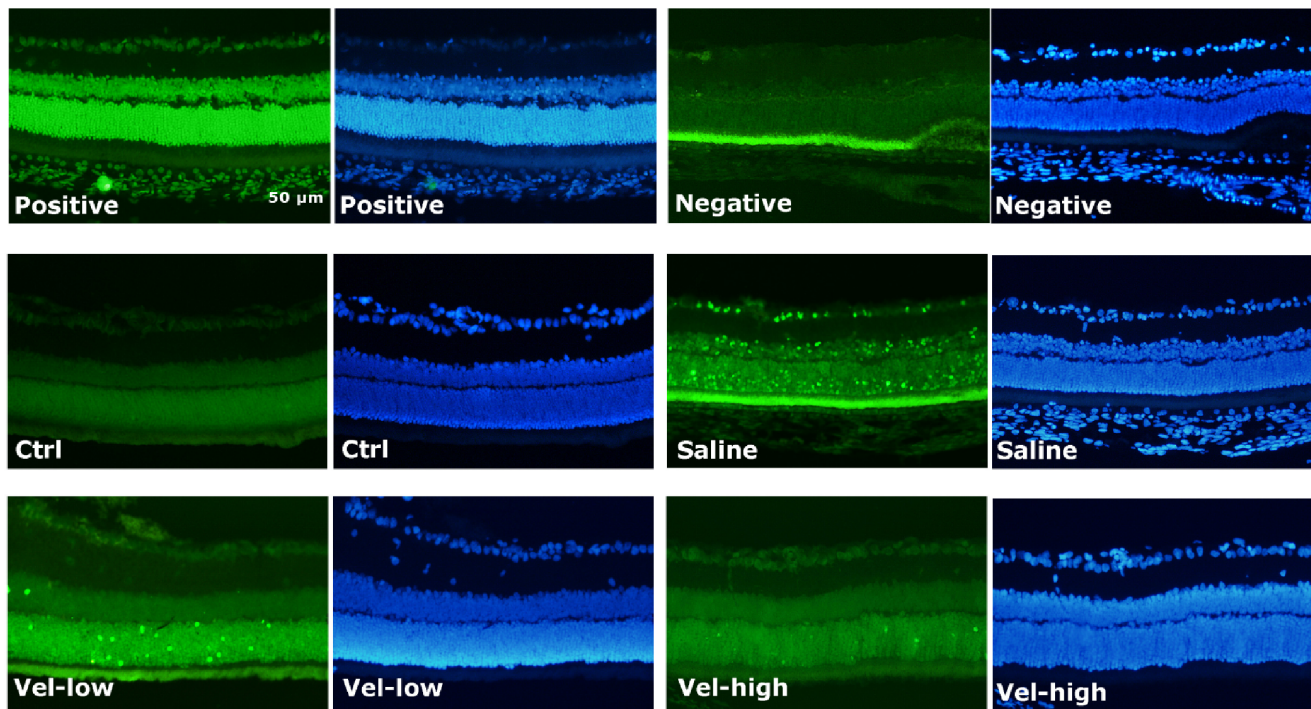 Positive
50 µm
Positive
Negative
Negative
Ctrl
Ctrl
Saline
Saline
Vel-low
Vel-low
Vel-high
Vel-high